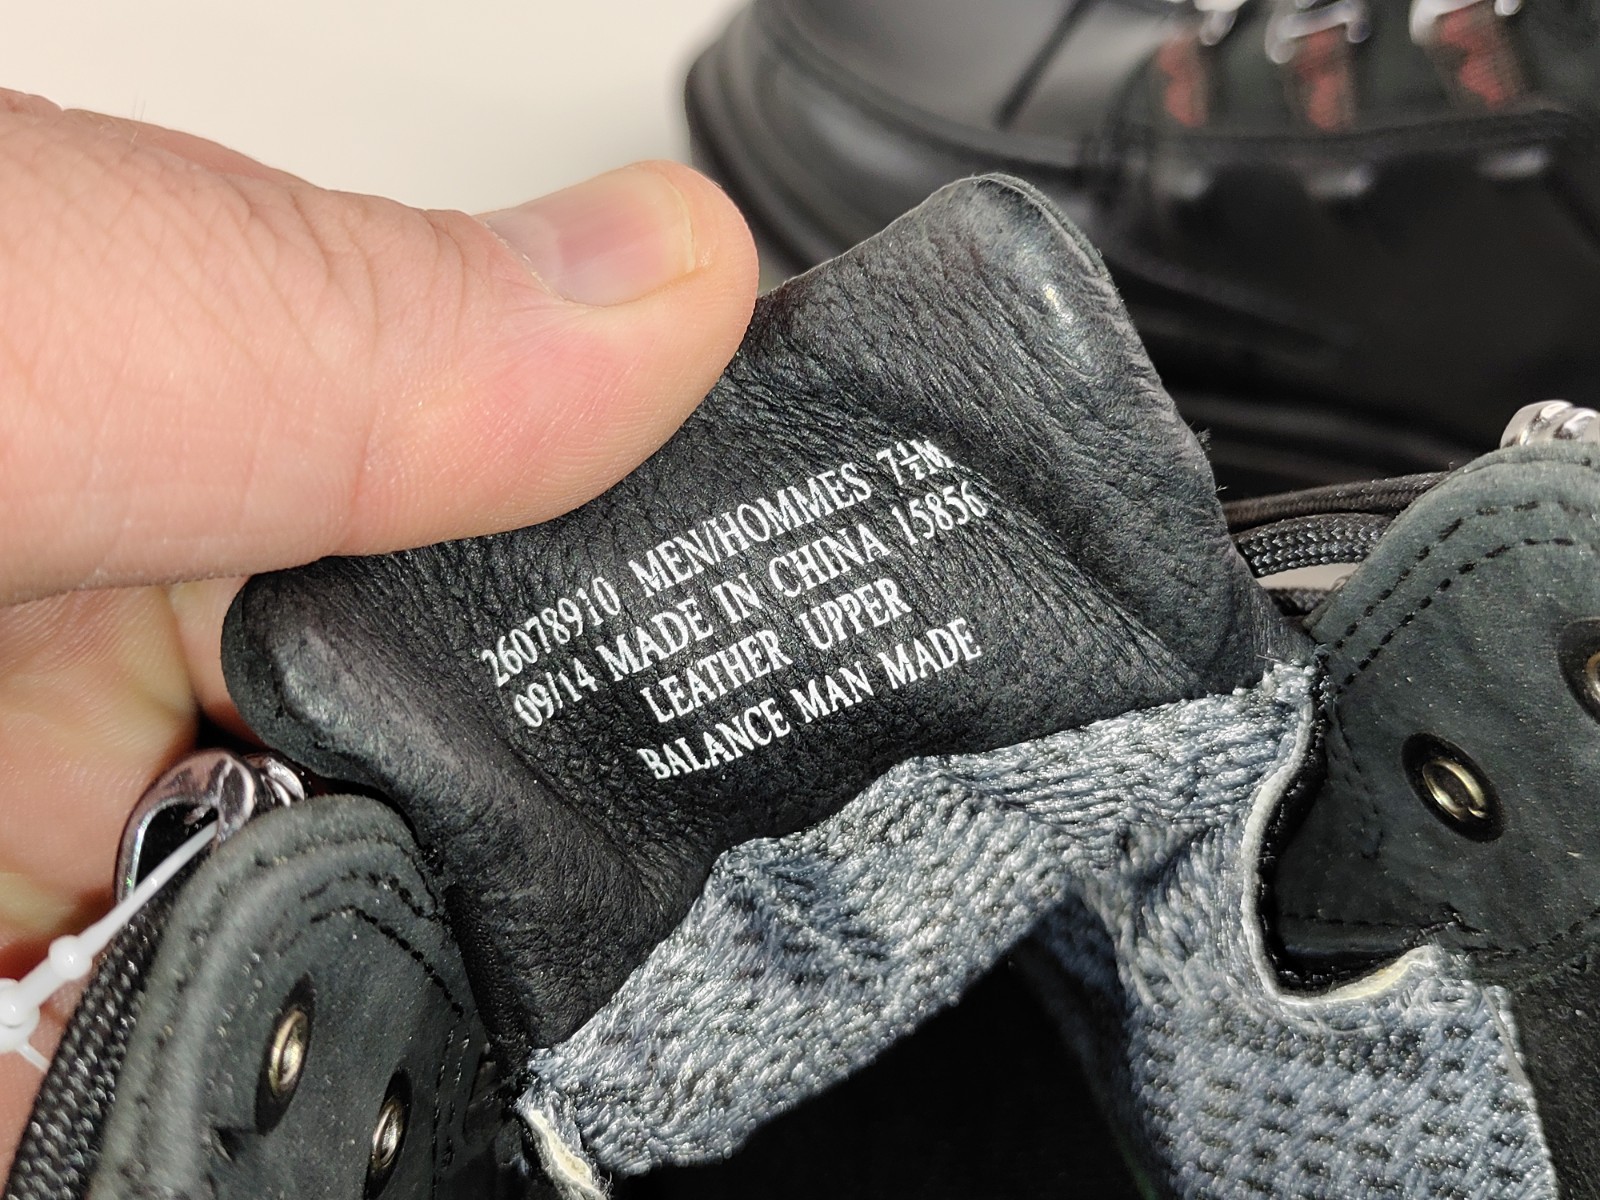 26078910 MEN/HOMMES 7½M
09/14 MADE IN CHINA 15856
LEATHER UPPER
BALANCE MAN MADE